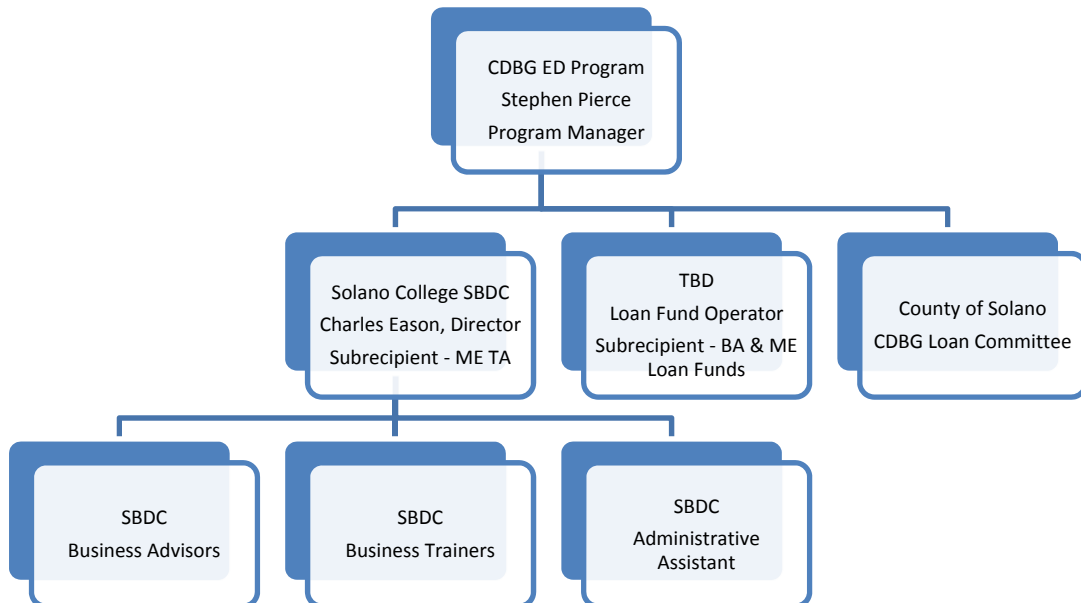 CDBG ED Program
Stephen Pierce
Program Manager
Solano College SBDC
Charles Eason, Director
Subrecipient - ME TA
TBD
Loan Fund Operator
Subrecipient - BA & ME
Loan Funds
County of Solano
CDBG Loan Committee
SBDC
Business Advisors
SBDC
Business Trainers
SBDC
Administrative
Assistant